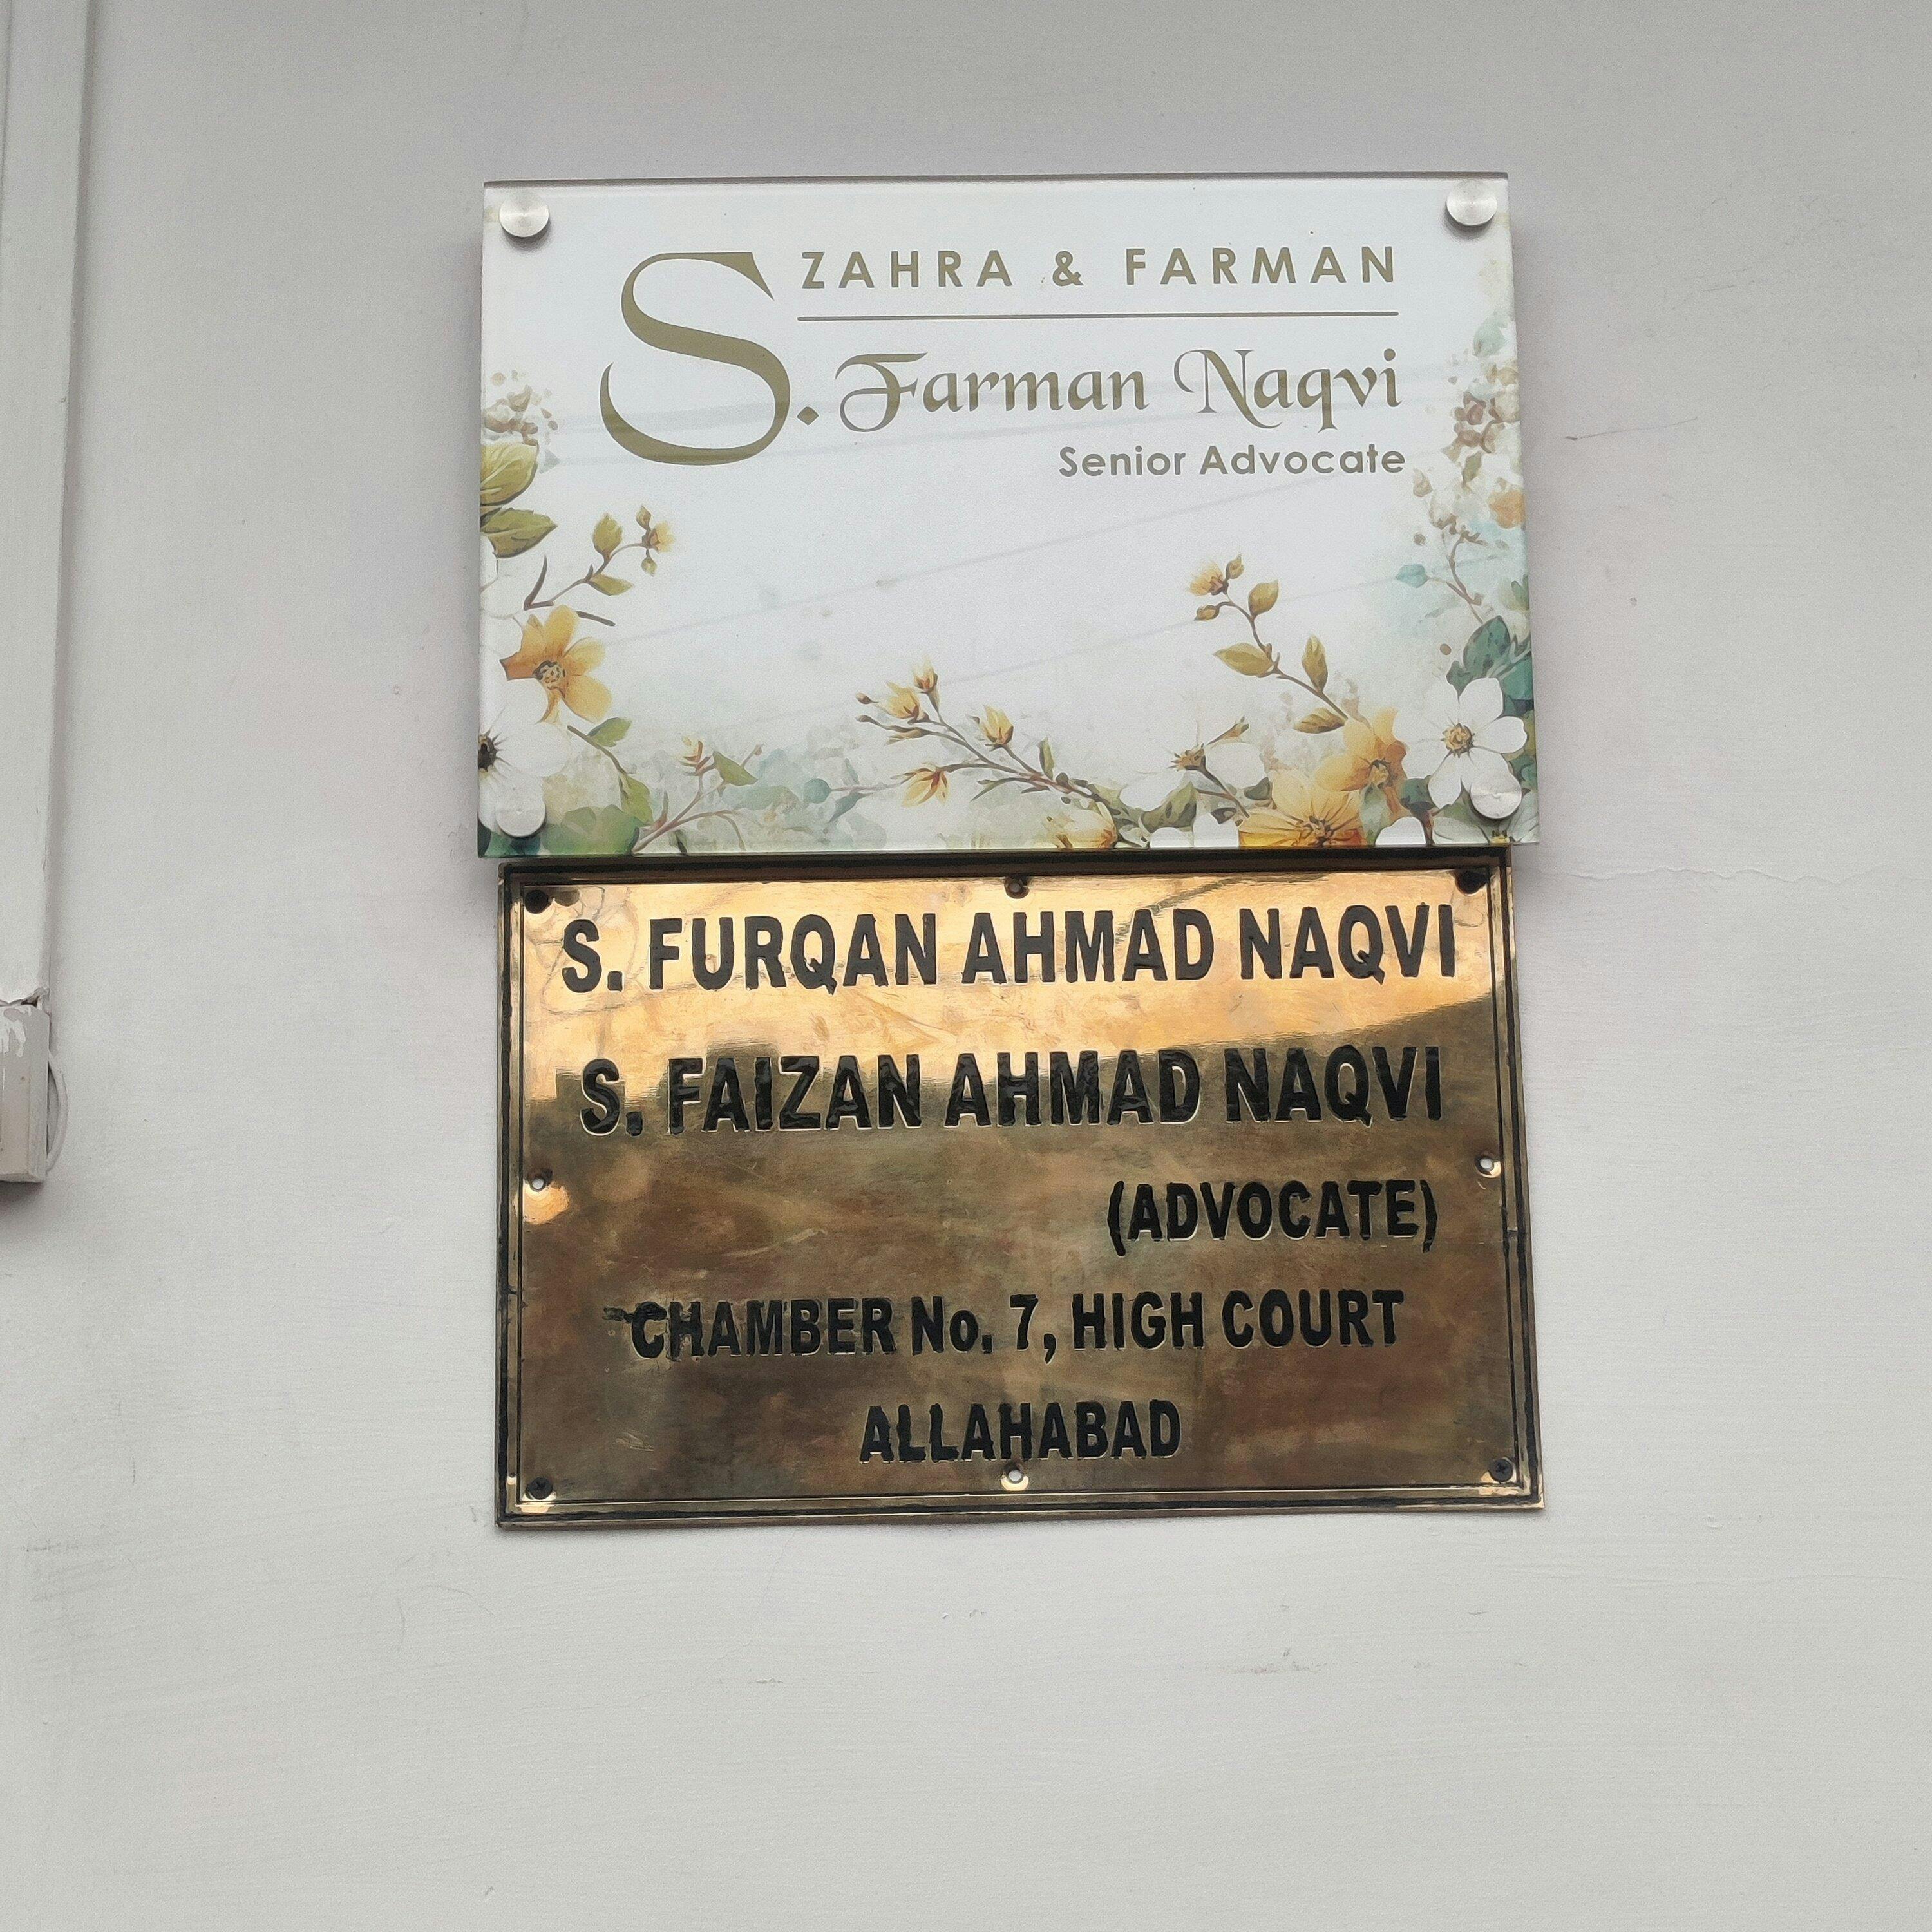 ZAHRA & FARMAN
S. Farman Naqvi
Senior Advocate
S. FURQAN AHMAD NAQVI
S. FAIZAN AHMAD NAQVI
(ADVOCATE)
CHAMBER No. 7, HIGH COURT
ALLAHABAD